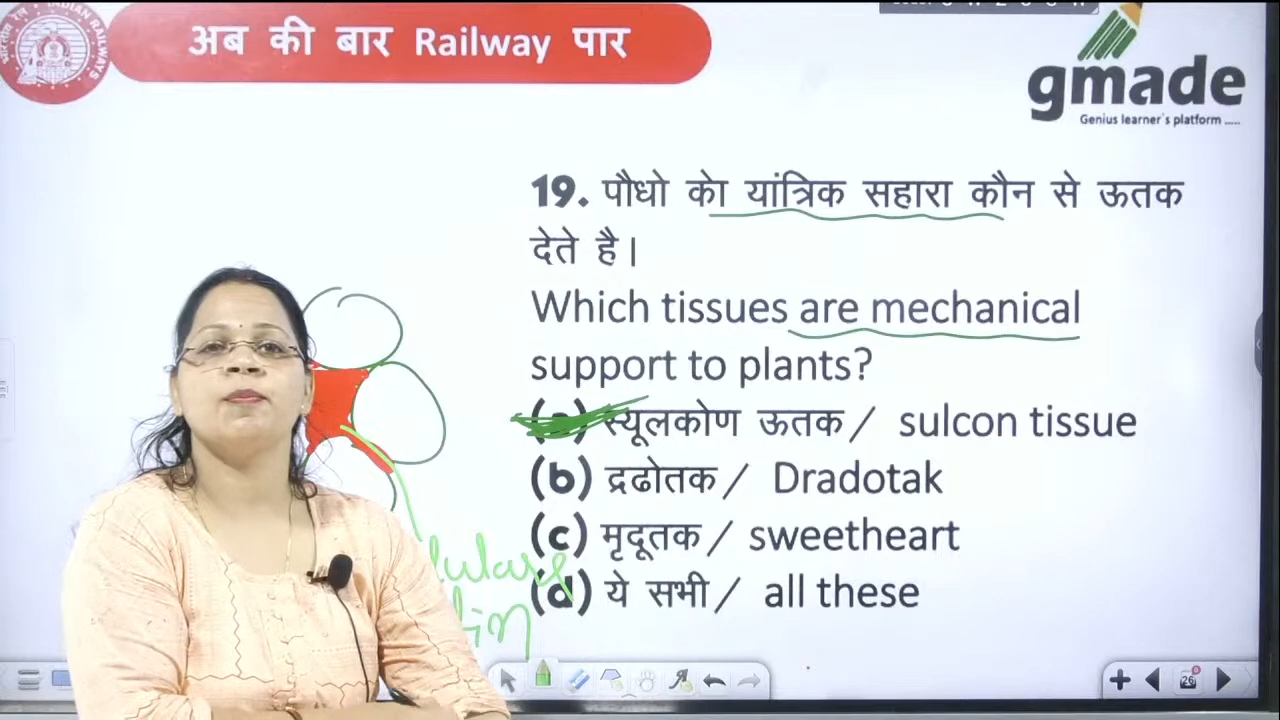 अब की बार Railway पार
gmade
Genius learner's platform .....
19. पौधो को यांत्रिक सहारा कौन से ऊतक
देते है।
Which tissues are mechanical
support to plants?
(a) स्थूलकोण ऊतक / sulcon tissue
(b) द्रढोतक / Dradotak
(c) मृदूतक / sweetheart
(d) ये सभी / all these
26